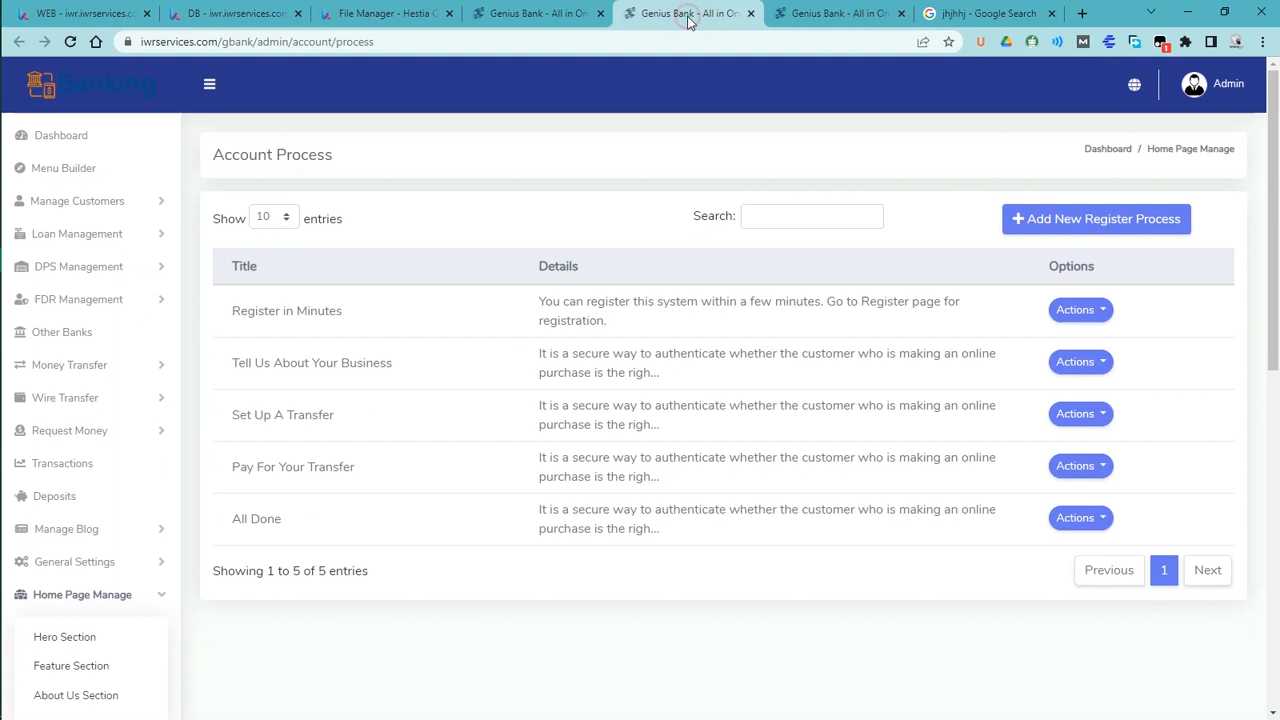 WEB - iwr.iwrservices.co
DB - iwr.iwrservices.com
File Manager - Hestia C
Genius Bank - All in On
Genius Bank - All in On
Genius Bank - All in On
jhjhhj - Google Search
iwrservices.com/gbank/admin/account/process
1
Banking
Admin
Dashboard
Menu Builder
Manage Customers
Loan Management
DPS Management
FDR Management
Other Banks
Money Transfer
Wire Transfer
Request Money
Transactions
Deposits
Manage Blog
General Settings
Home Page Manage
Hero Section
Feature Section
About Us Section
Account Process
Dashboard / Home Page Manage
Show 10 entries
Search:
Add New Register Process
Title Details Options
Register in Minutes
You can register this system within a few minutes. Go to Register page for
registration.
Actions
Tell Us About Your Business
It is a secure way to authenticate whether the customer who is making an online
purchase is the righ...
Actions
Set Up A Transfer
It is a secure way to authenticate whether the customer who is making an online
purchase is the righ...
Actions
Pay For Your Transfer
It is a secure way to authenticate whether the customer who is making an online
purchase is the righ...
Actions
All Done
It is a secure way to authenticate whether the customer who is making an online
purchase is the righ...
Actions
Showing 1 to 5 of 5 entries
Previous 1 Next